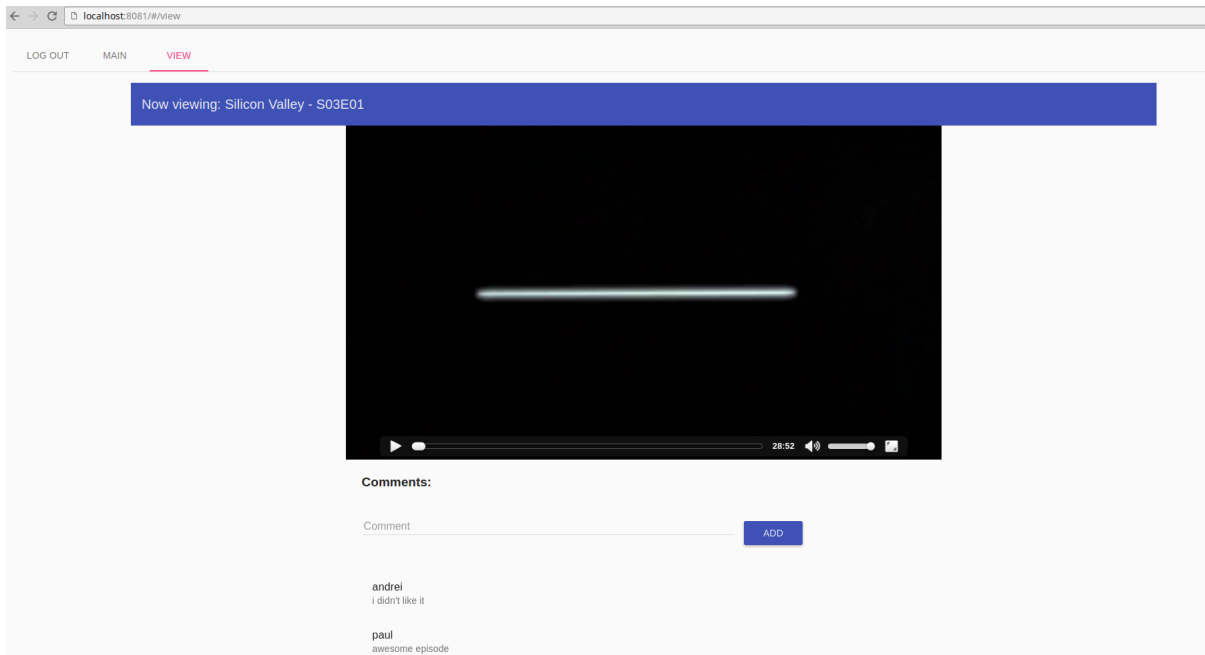 localhost:8081/#/view
LOG OUT MAIN VIEW
Now viewing: Silicon Valley - S03E01
28:52
Comments:
Comment
ADD
andrei
i didn't like it
paul
awesome episode